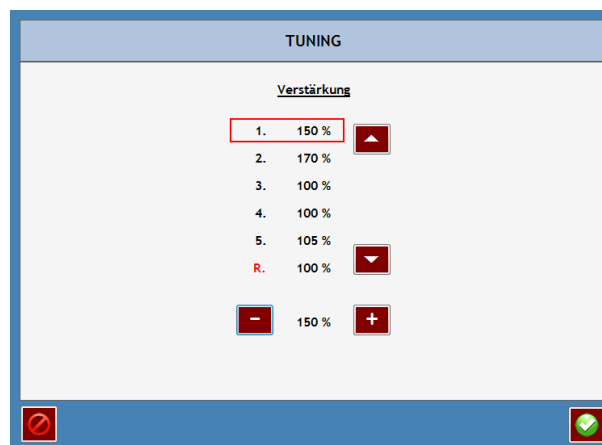 TUNING
Verstärkung
1. 150 %
2. 170 %
3. 100 %
4. 100 %
5. 105 %
R. 100 %
− 150 % +